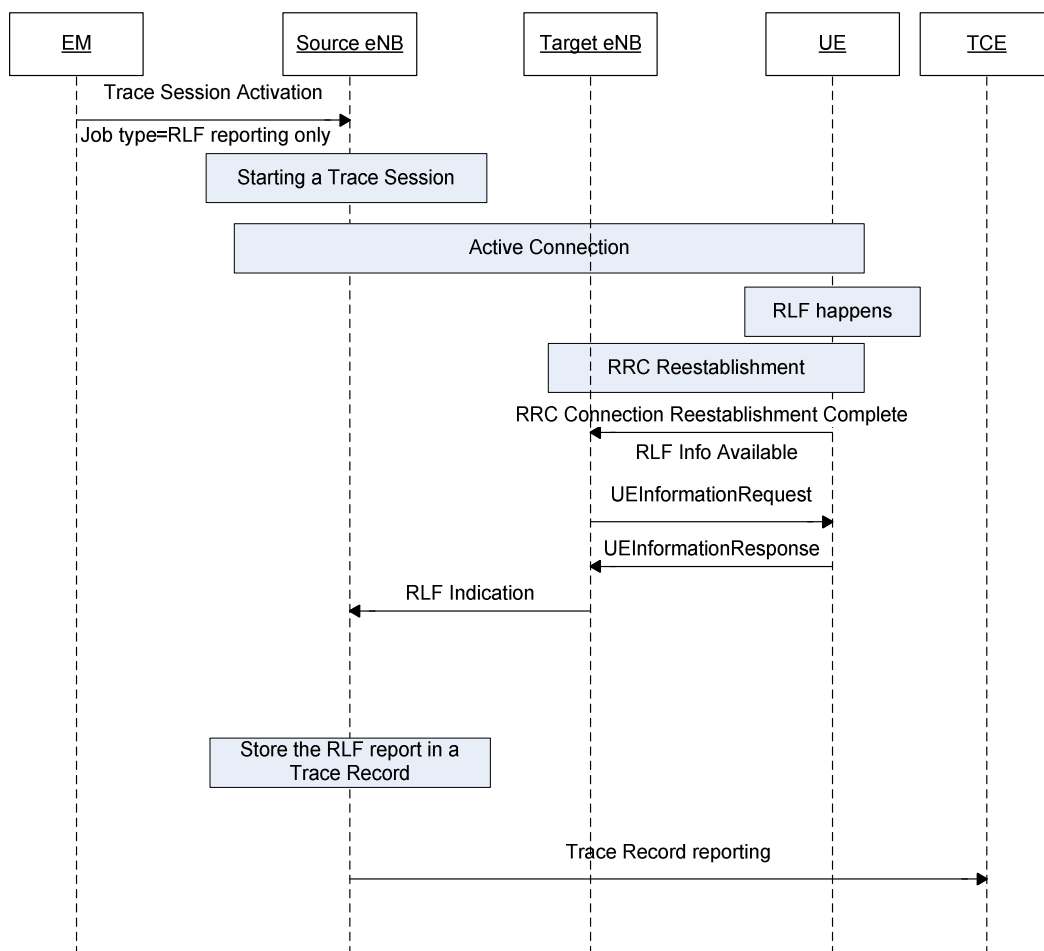 EM
Source eNB
Target eNB
UE
TCE
Trace Session Activation
Job type=RLF reporting only
Starting a Trace Session
Active Connection
RLF happens
RRC Reestablishment
RRC Connection Reestablishment Complete
RLF Info Available
UEInformationRequest
UEInformationResponse
RLF Indication
Store the RLF report in a
Trace Record
Trace Record reporting